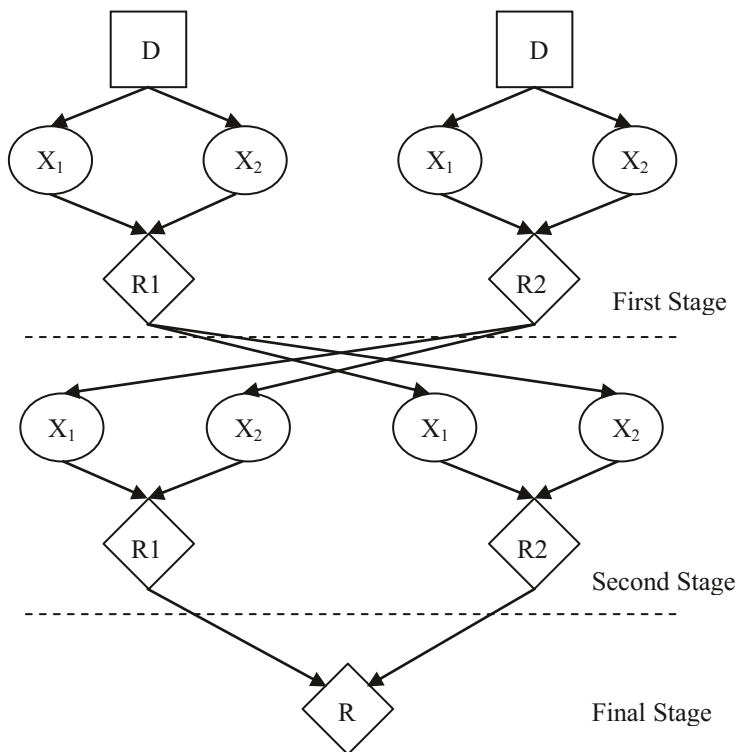 D D
X₁ X₂ X₁ X₂
R1 R2
First Stage
X₁ X₂ X₁ X₂
R1 R2
Second Stage
R
Final Stage